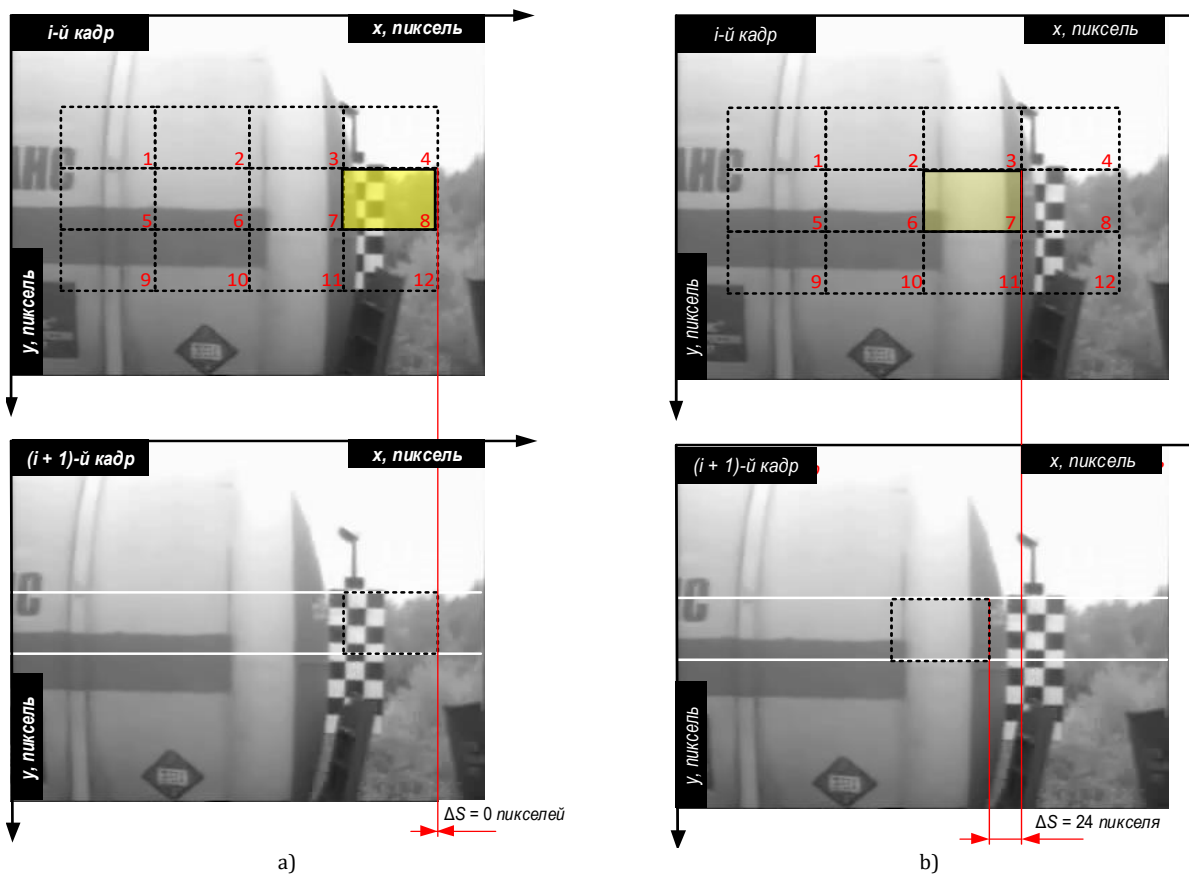 i-й кадр
x, пиксель
1 2 3 4
ИНС
5 6 7 8
9 10 11 12
y, пиксель
(i + 1)-й кадр
x, пиксель
y, пиксель
ΔS = 0 пикселей
a)
i-й кадр
x, пиксель
1 2 3 4
5 6 7 8
9 10 11 12
y, пиксель
(i + 1)-й кадр
x, пиксель
y, пиксель
ΔS = 24 пикселя
b)